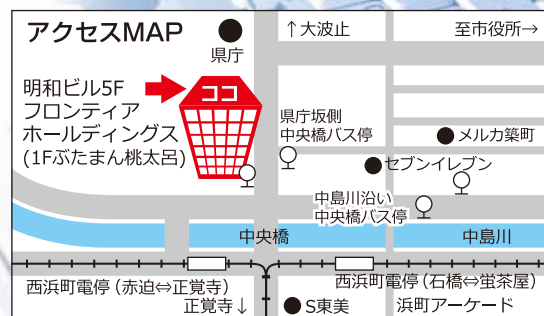 アクセスMAP
県庁
↑大波止
至市役所→
明和ビル5F
フロンティア
ホールディングス
(1Fぶたまん桃太呂)
ココ
県庁坂側
中央橋バス停
メルカ築町
セブンイレブン
中島川沿い
中央橋バス停
中央橋
中島川
西浜町電停(赤迫⇔正覚寺)
西浜町電停(石橋⇔蛍茶屋)
正覚寺↓
S東美
浜町アーケード